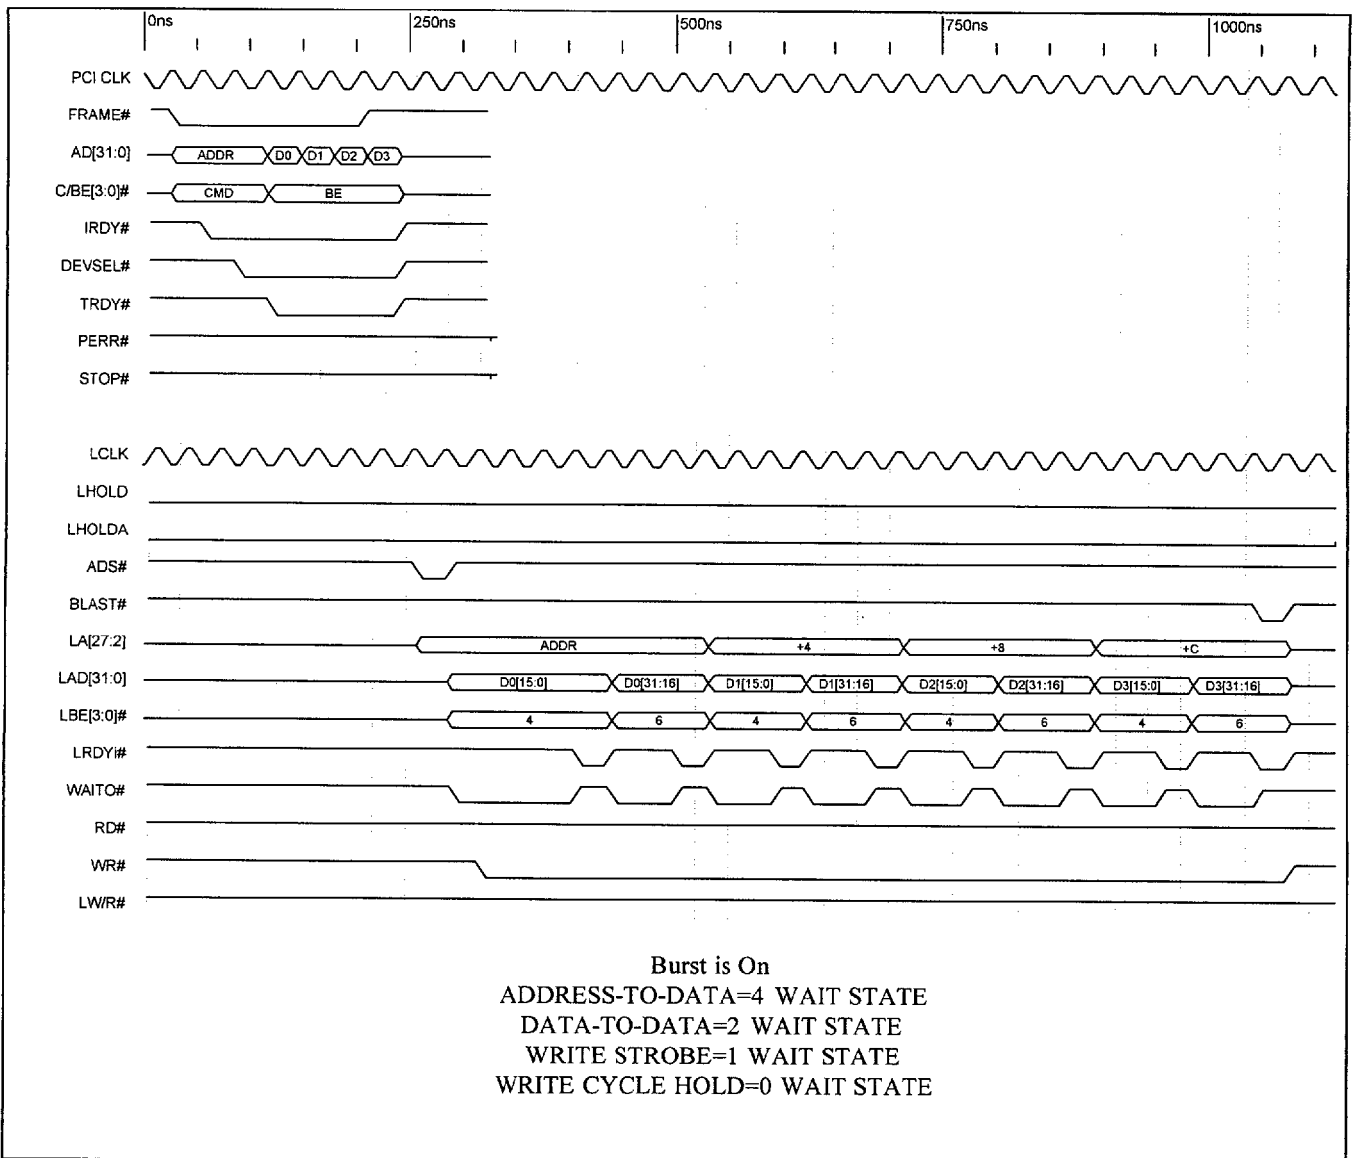 0ns 250ns 500ns 750ns 1000ns
PCI CLK
FRAME#
AD[31:0] ADDR D0 D1 D2 D3
C/BE[3:0]# CMD BE
IRDY#
DEVSEL#
TRDY#
PERR#
STOP#
LCLK
LHOLD
LHOLDA
ADS#
BLAST#
LA[27:2] ADDR +4 +8 +C
LAD[31:0] D0[15:0] D0[31:16] D1[15:0] D1[31:16] D2[15:0] D2[31:16] D3[15:0] D3[31:16]
LBE[3:0]# 4 6 4 6 4 6 4 6
LRDYi#
WAITO#
RD#
WR#
LW/R#
Burst is On
ADDRESS-TO-DATA=4 WAIT STATE
DATA-TO-DATA=2 WAIT STATE
WRITE STROBE=1 WAIT STATE
WRITE CYCLE HOLD=0 WAIT STATE